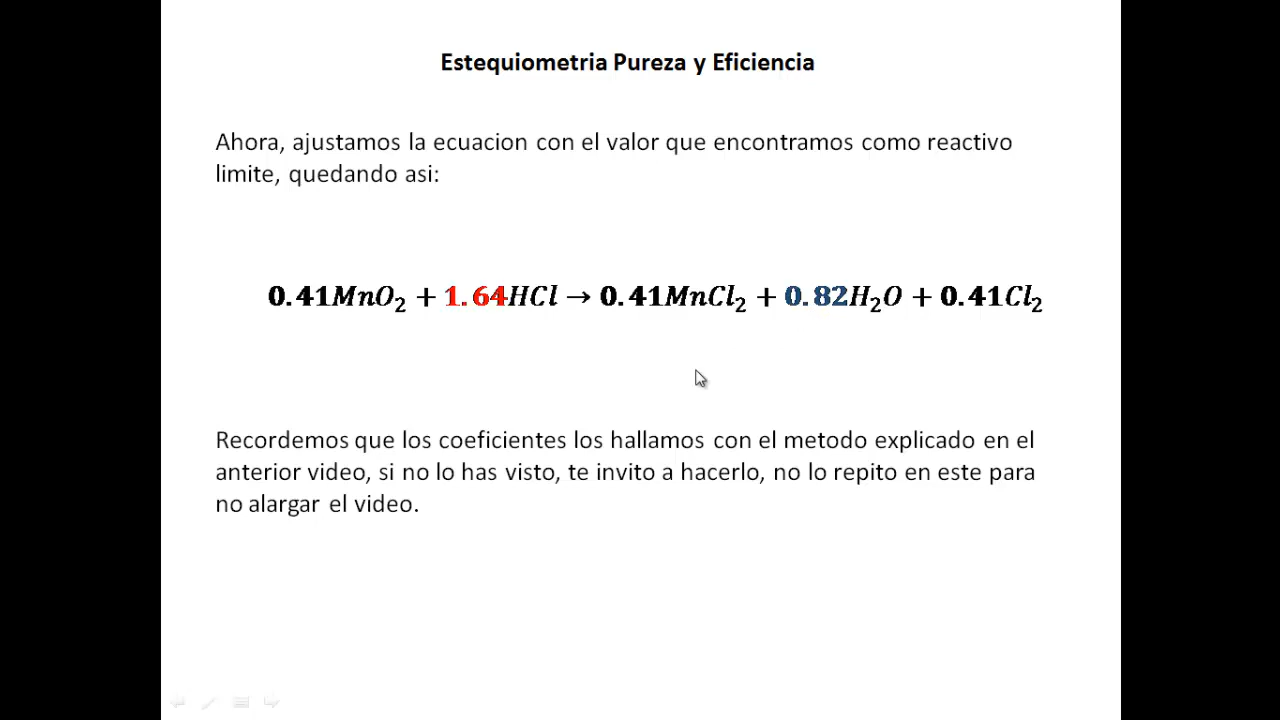 Estequiometria Pureza y Eficiencia
Ahora, ajustamos la ecuacion con el valor que encontramos como reactivo
limite, quedando asi:
0.41MnO₂ + 1.64HCl → 0.41MnCl₂ + 0.82H₂O + 0.41Cl₂
Recordemos que los coeficientes los hallamos con el metodo explicado en el
anterior video, si no lo has visto, te invito a hacerlo, no lo repito en este para
no alargar el video.